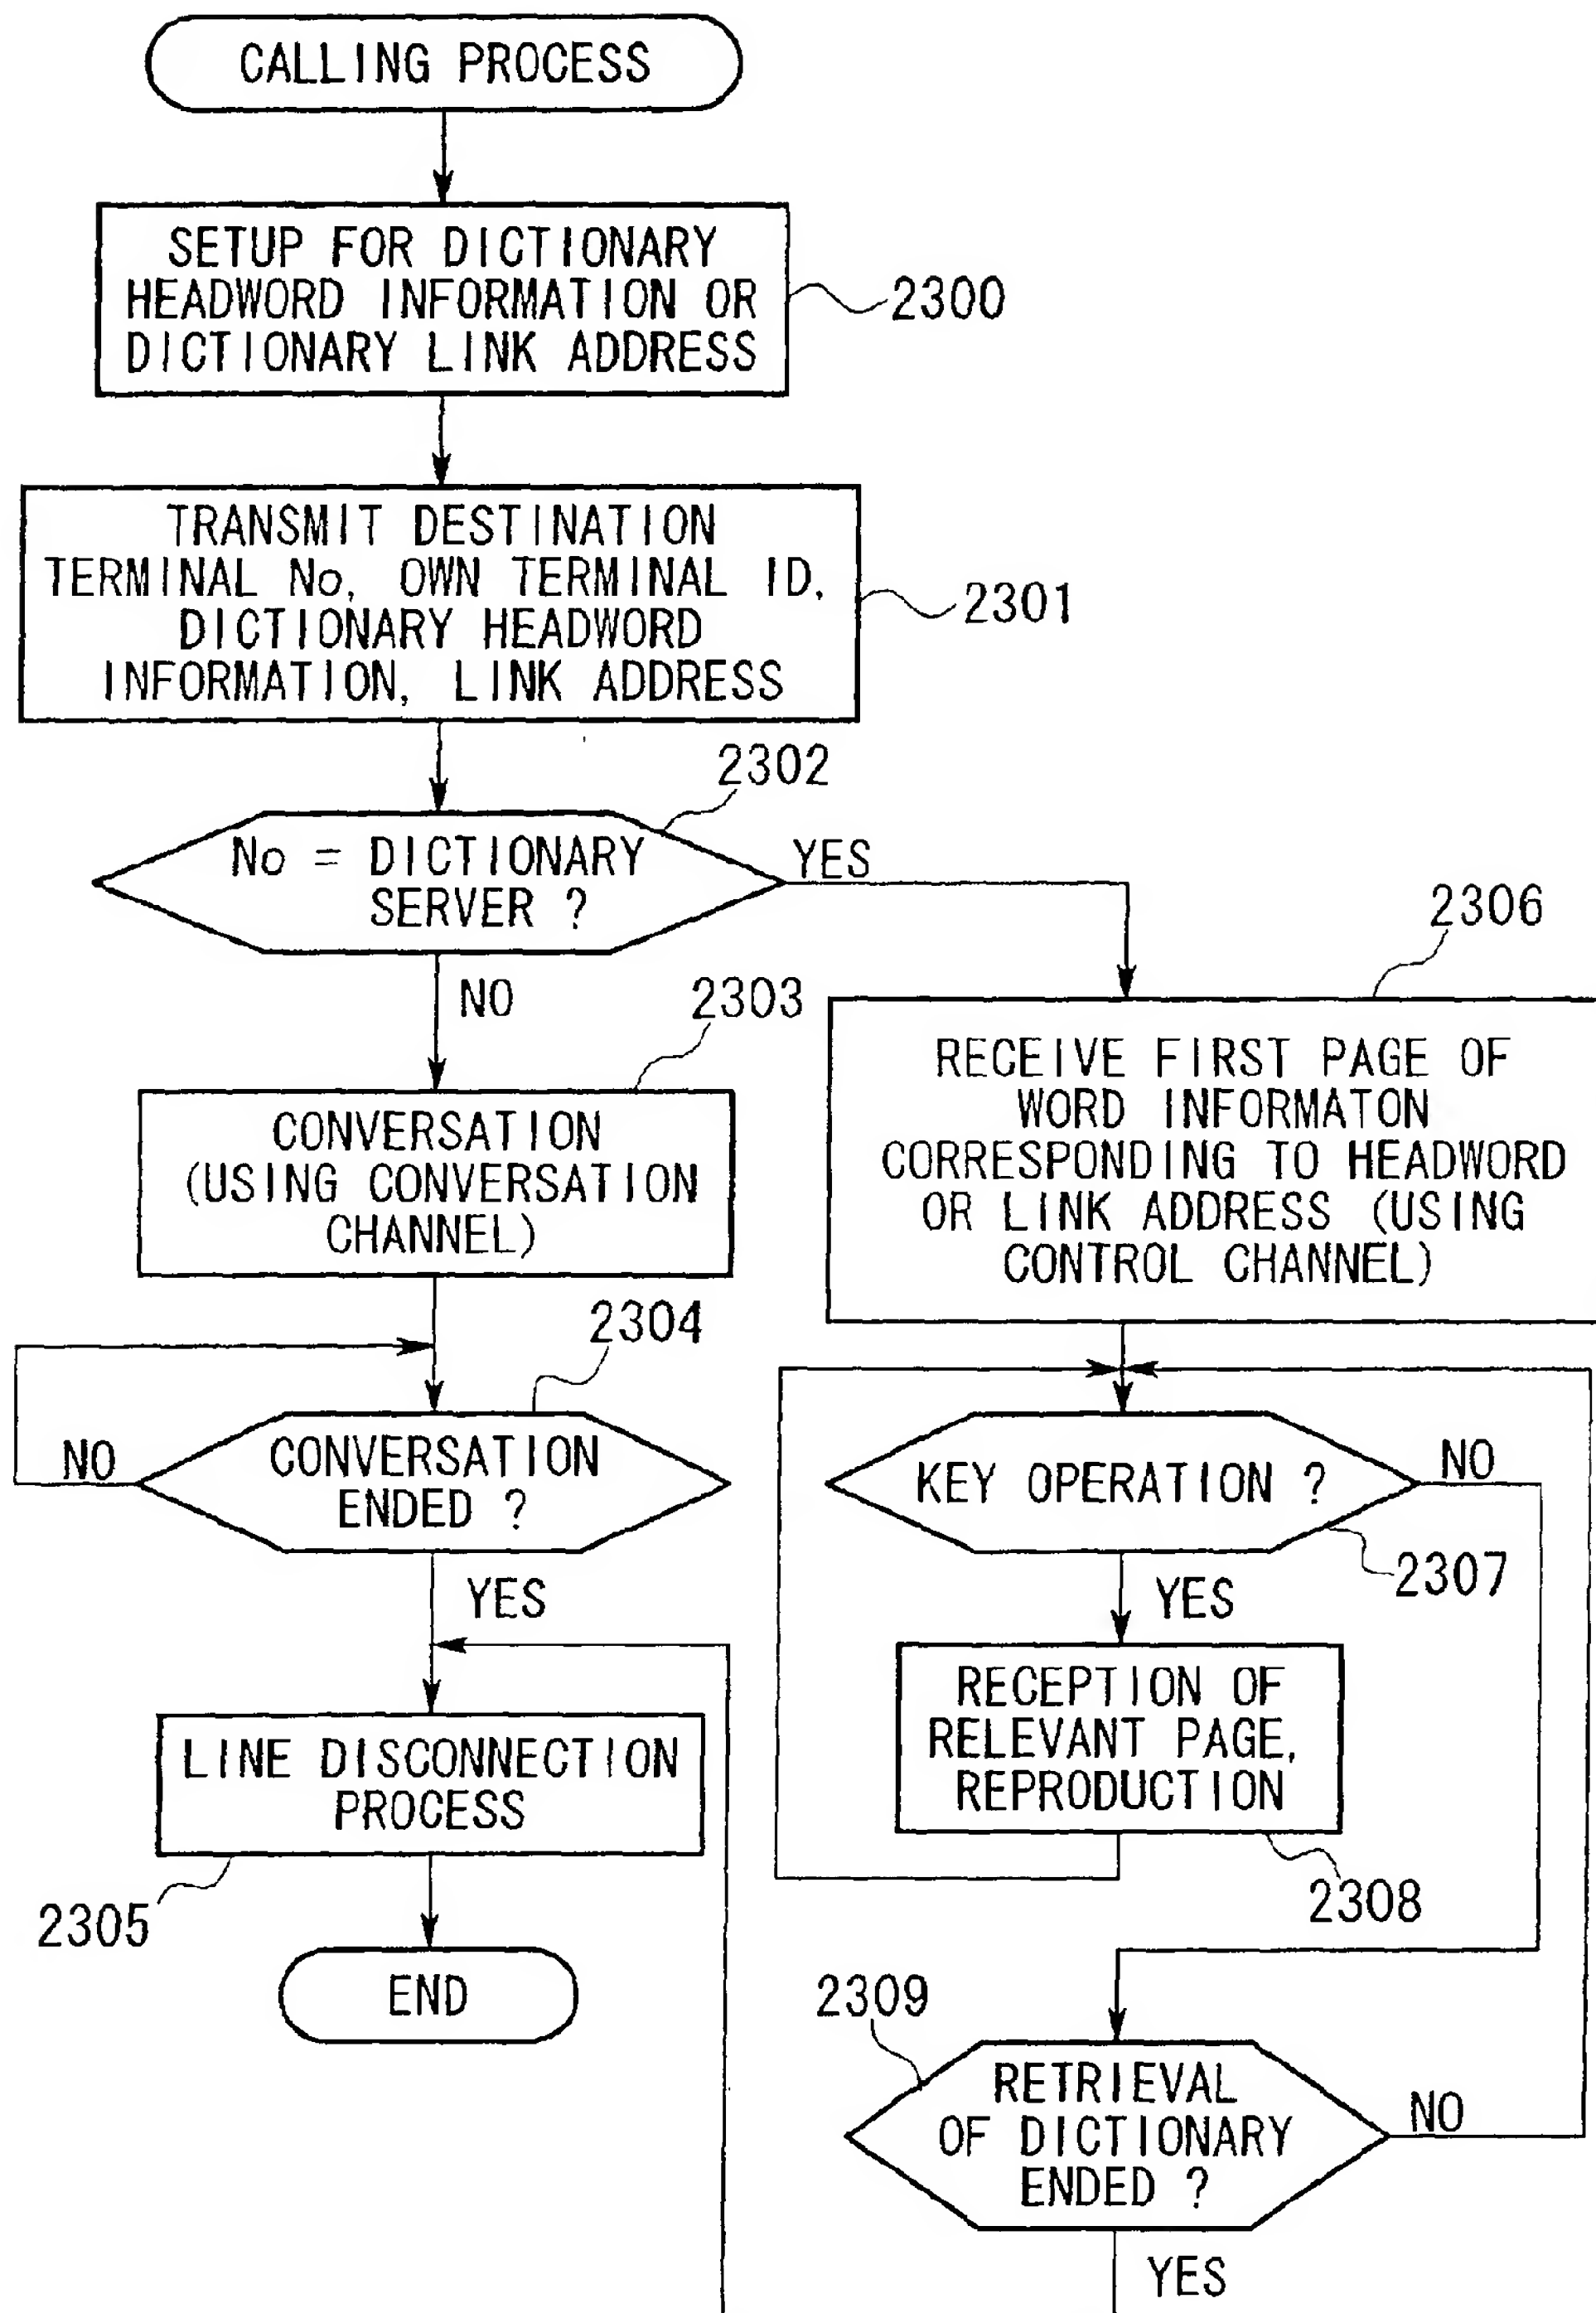 CALLING PROCESS
SETUP FOR DICTIONARY
HEADWORD INFORMATION OR
DICTIONARY LINK ADDRESS
2300
TRANSMIT DESTINATION
TERMINAL No, OWN TERMINAL ID,
DICTIONARY HEADWORD
INFORMATION, LINK ADDRESS
2301
2302
No = DICTIONARY
SERVER ?
YES
NO
2303
CONVERSATION
(USING CONVERSATION
CHANNEL)
2304
CONVERSATION
ENDED ?
NO
YES
LINE DISCONNECTION
PROCESS
2305
END
2306
RECEIVE FIRST PAGE OF
WORD INFORMATON
CORRESPONDING TO HEADWORD
OR LINK ADDRESS (USING
CONTROL CHANNEL)
KEY OPERATION ?
NO
2307
YES
RECEPTION OF
RELEVANT PAGE,
REPRODUCTION
2308
2309
RETRIEVAL
OF DICTIONARY
ENDED ?
NO
YES